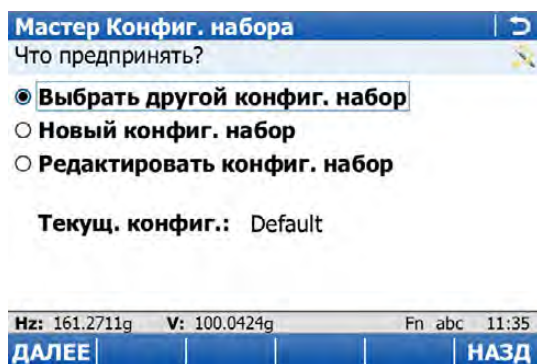 Мастер Конфиг. набора
Что предпринять?
Выбрать другой конфиг. набор
Новый конфиг. набор
Редактировать конфиг. набор
Текущ. конфиг.: Default
Hz: 161.2711g V: 100.0424g Fn abc 11:35
ДАЛЕЕ НАЗД